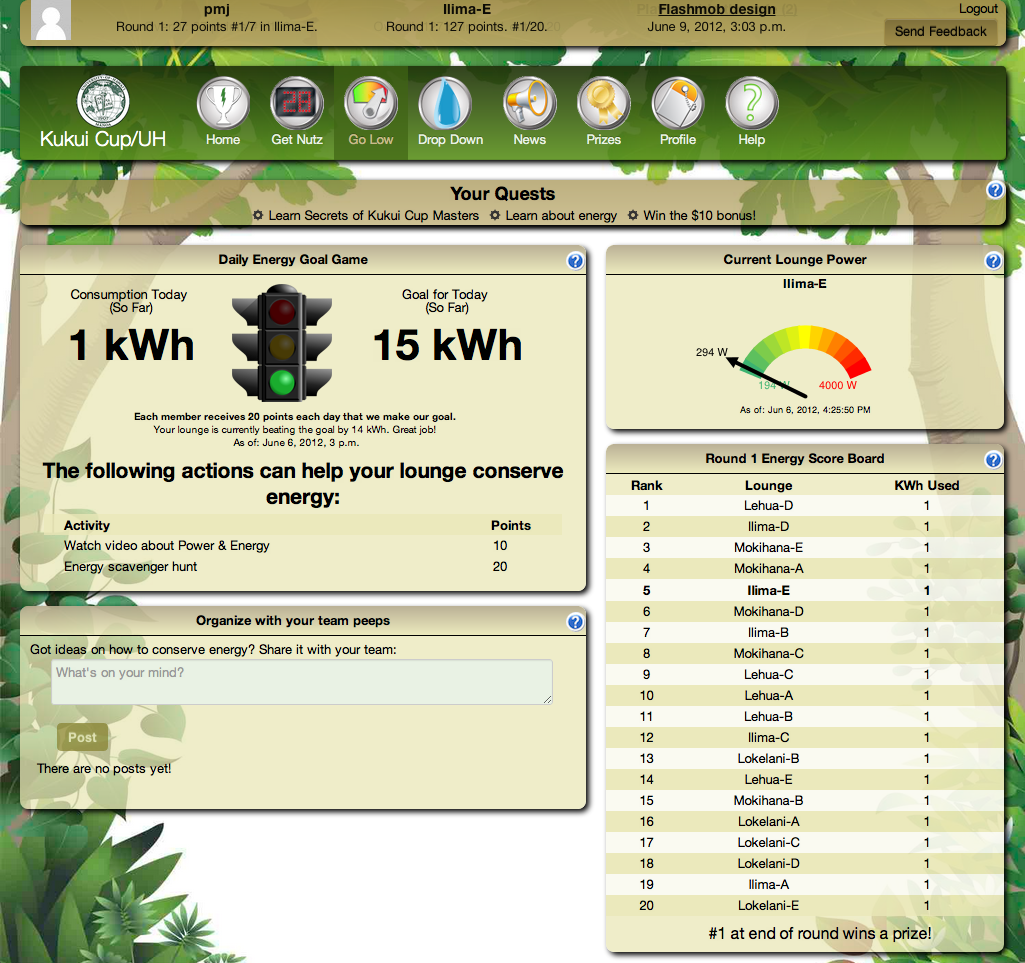 pmj
Ilima-E
Flashmob design (2)
Logout
Round 1: 27 points #1/7 in Ilima-E.
Round 1: 127 points. #1/20.
June 9, 2012, 3:03 p.m.
Send Feedback
Kukui Cup/UH
28
Home
Get Nutz
Go Low
Drop Down
News
Prizes
Profile
Help
Your Quests
Learn Secrets of Kukui Cup Masters Learn about energy Win the $10 bonus!
Daily Energy Goal Game
Consumption Today
(So Far)
1 kWh
Goal for Today
(So Far)
15 kWh
Each member receives 20 points each day that we make our goal.
Your lounge is currently beating the goal by 14 kWh. Great job!
As of: June 6, 2012, 3 p.m.
The following actions can help your lounge conserve
energy:
Activity Points
Watch video about Power & Energy 10
Energy scavenger hunt 20
Organize with your team peeps
Got ideas on how to conserve energy? Share it with your team:
What's on your mind?
Post
There are no posts yet!
Current Lounge Power
Ilima-E
294 W
194 W
4000 W
As of: Jun 6, 2012, 4:25:50 PM
Round 1 Energy Score Board
Rank Lounge KWh Used
1 Lehua-D 1
2 Ilima-D 1
3 Mokihana-E 1
4 Mokihana-A 1
5 Ilima-E 1
6 Mokihana-D 1
7 Ilima-B 1
8 Mokihana-C 1
9 Lehua-C 1
10 Lehua-A 1
11 Lehua-B 1
12 Ilima-C 1
13 Lokelani-B 1
14 Lehua-E 1
15 Mokihana-B 1
16 Lokelani-A 1
17 Lokelani-C 1
18 Lokelani-D 1
19 Ilima-A 1
20 Lokelani-E 1
#1 at end of round wins a prize!